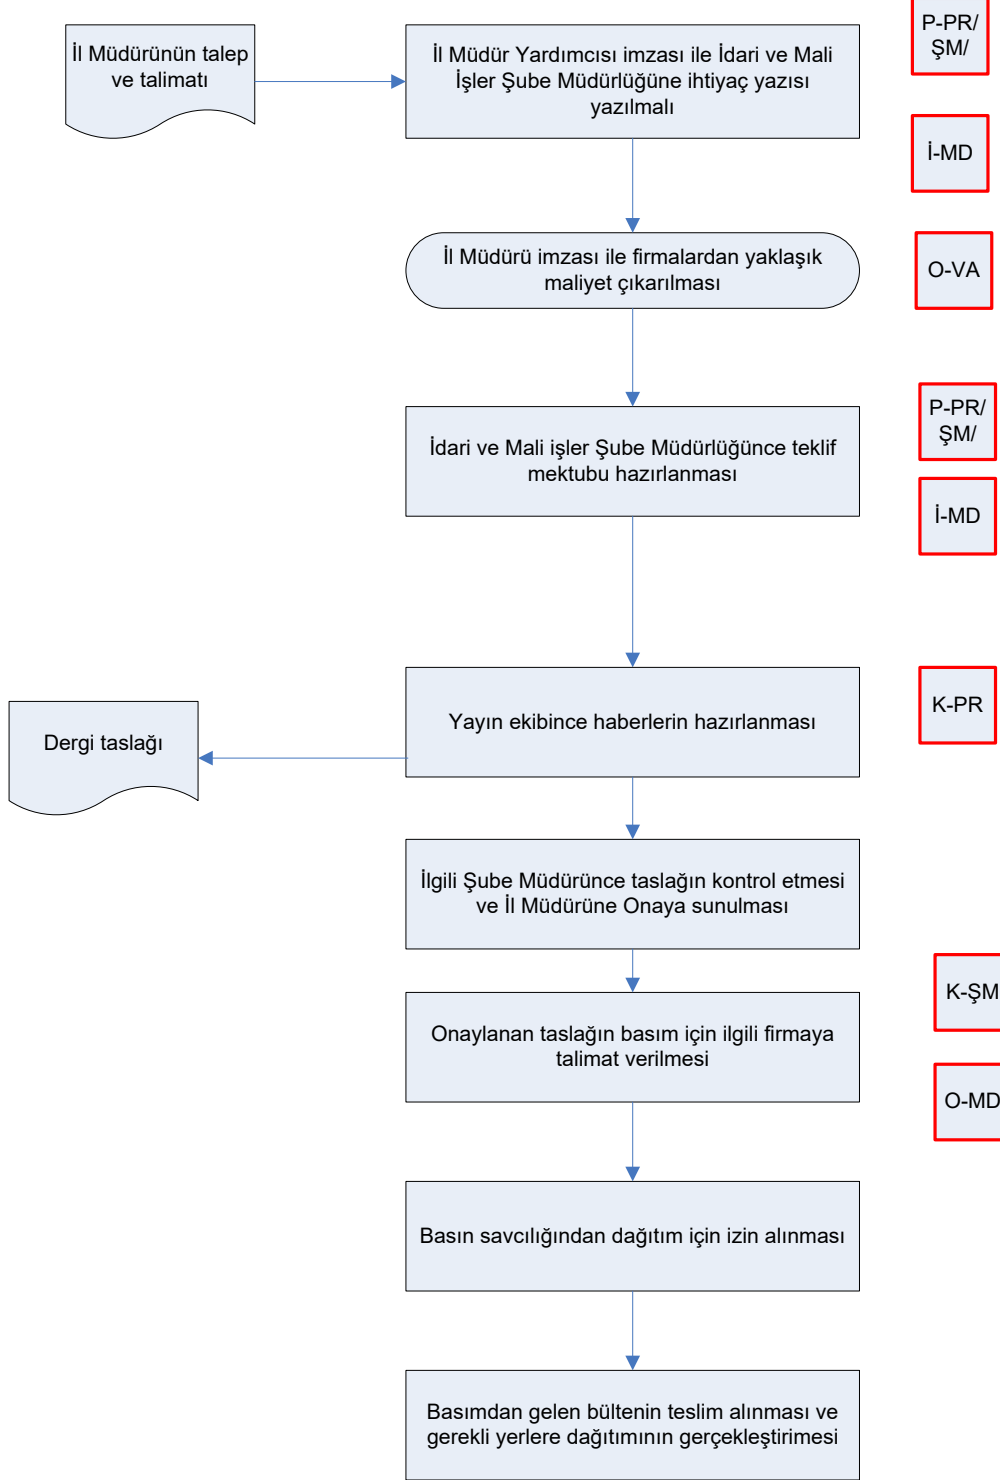 İl Müdürünün talep
ve talimatı
İl Müdür Yardımcısı imzası ile İdari ve Mali
İşler Şube Müdürlüğüne ihtiyaç yazısı
yazılmalı
P-PR/
ŞM/
İ-MD
İl Müdürü imzası ile firmalardan yaklaşık
maliyet çıkarılması
O-VA
İdari ve Mali işler Şube Müdürlüğünce teklif
mektubu hazırlanması
P-PR/
ŞM/
İ-MD
Yayın ekibince haberlerin hazırlanması
K-PR
Dergi taslağı
İlgili Şube Müdürünce taslağın kontrol etmesi
ve İl Müdürüne Onaya sunulması
Onaylanan taslağın basım için ilgili firmaya
talimat verilmesi
K-ŞM
O-MD
Basın savcılığından dağıtım için izin alınması
Basımdan gelen bültenin teslim alınması ve
gerekli yerlere dağıtımının gerçekleştirimesi